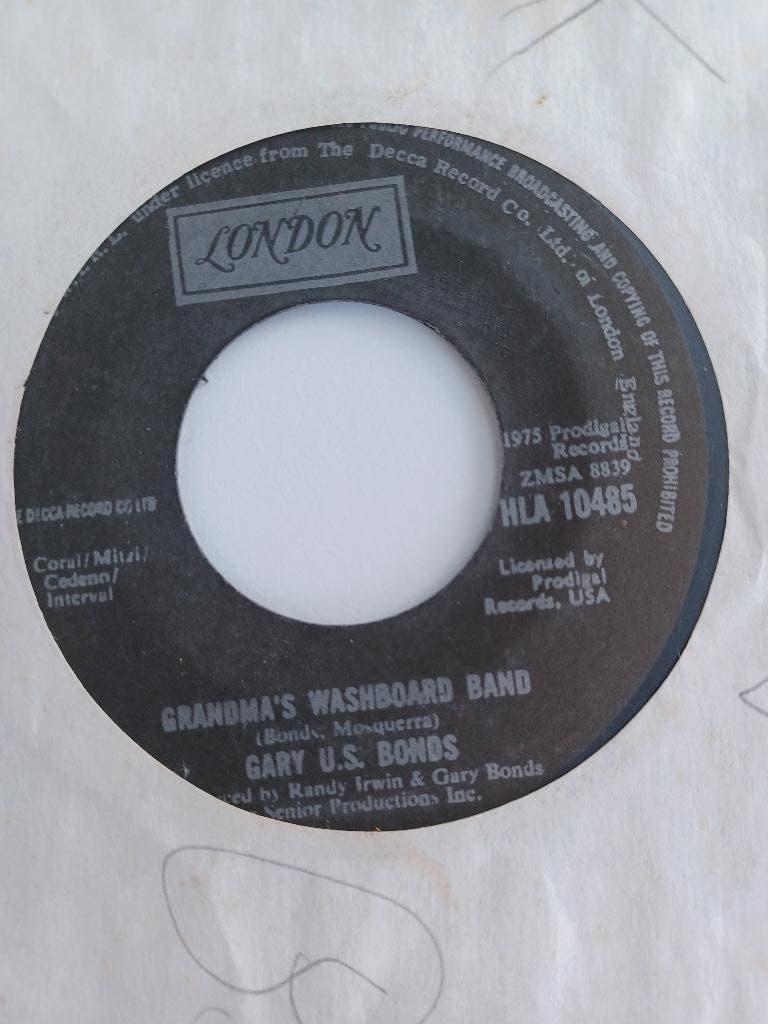 PUBLIC PERFORMANCE BROADCASTING AND COPYING OF THIS RECORD PROHIBITED
under licence from The Decca Record Co. Ltd. of London England
LONDON
1975 Prodigal
Records
ZMSA 8839
HLA 10485
E DECCA RECORD CO LTD
Coral/Mitzi/
Cedeno/
Interval
Licensed by
Prodigal
Records, USA
GRANDMA'S WASHBOARD BAND
(Bonds, Mosquerra)
GARY U.S. BONDS
ced by Randy Irwin & Gary Bonds
Senior Productions Inc.